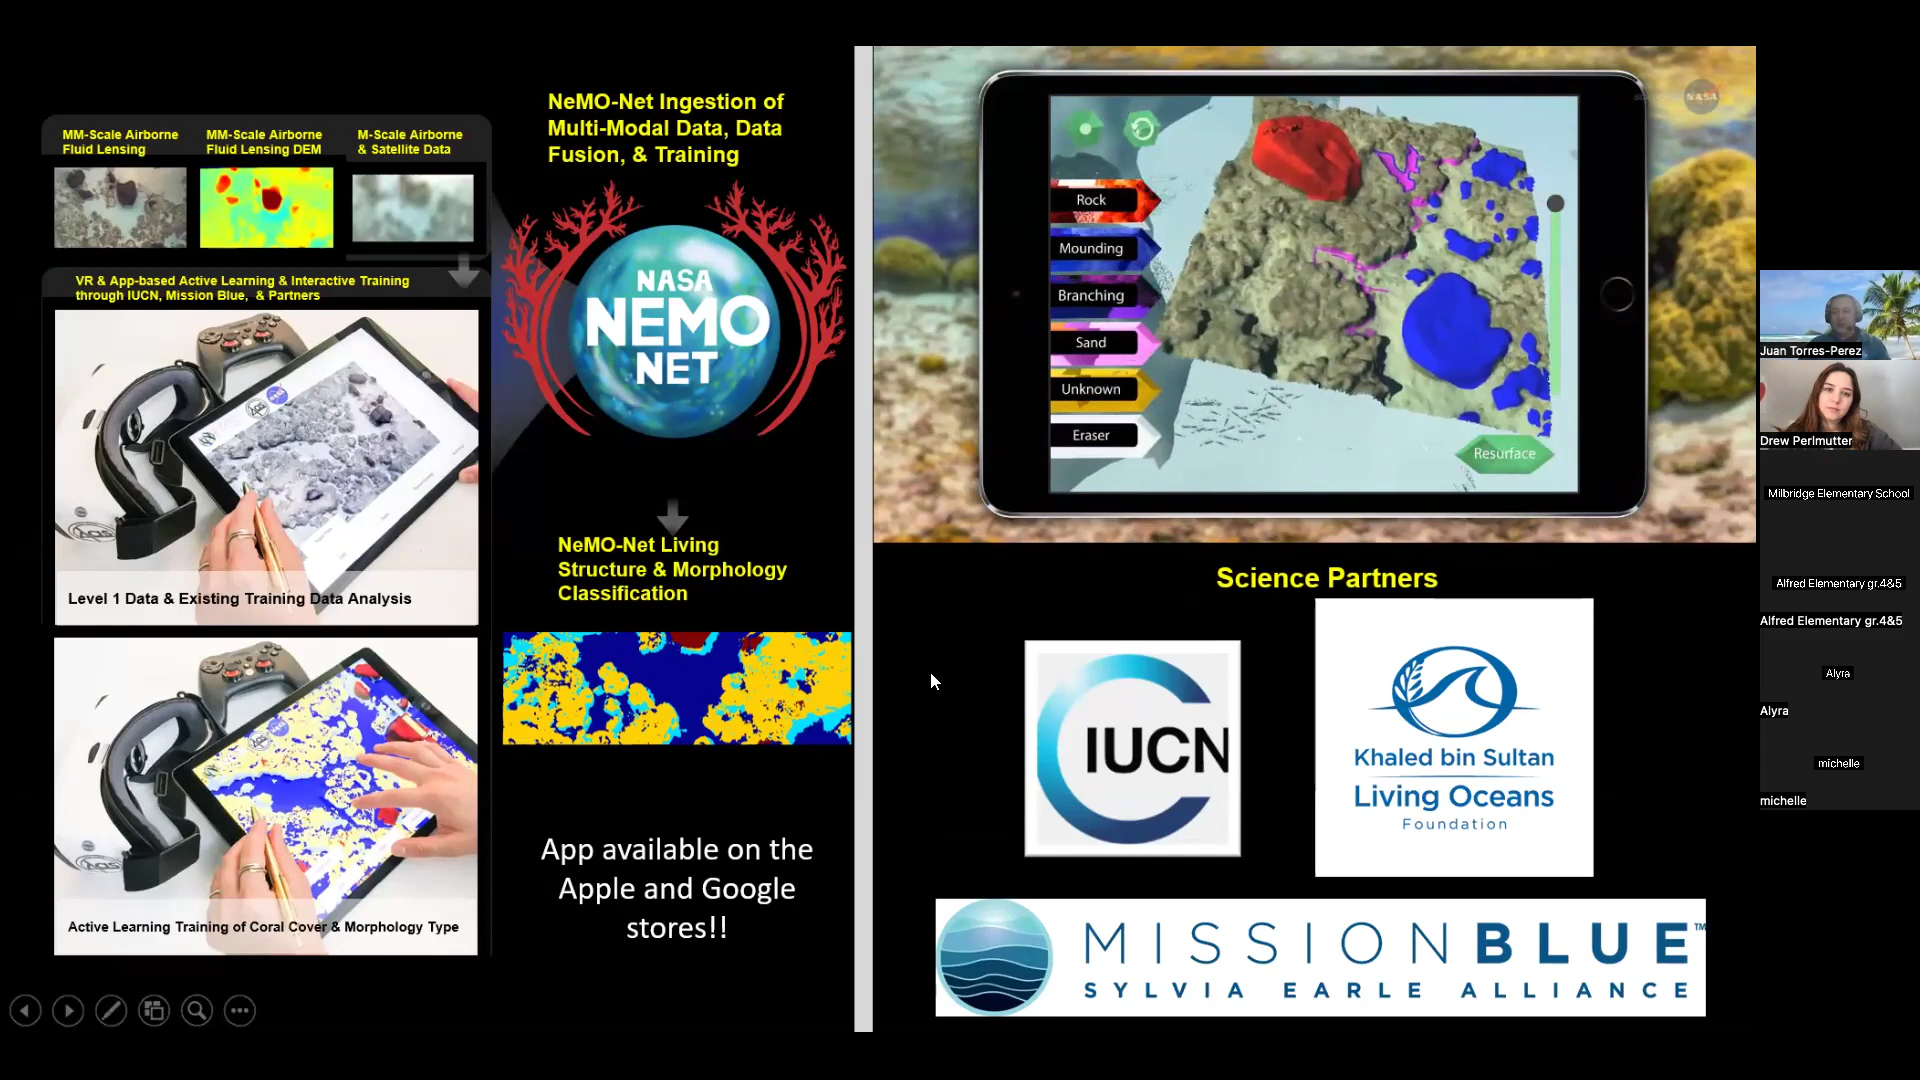 MM-Scale Airborne
Fluid Lensing
MM-Scale Airborne
Fluid Lensing DEM
M-Scale Airborne
& Satellite Data
VR & App-based Active Learning & Interactive Training
through IUCN, Mission Blue, & Partners
Level 1 Data & Existing Training Data Analysis
Active Learning Training of Coral Cover & Morphology Type
NeMO-Net Ingestion of
Multi-Modal Data, Data
Fusion, & Training
NASA
NEMO
NET
NeMO-Net Living
Structure & Morphology
Classification
App available on the
Apple and Google
stores!!
NASA
Rock
Mounding
Branching
Sand
Unknown
Eraser
Resurface
Science Partners
IUCN
Khaled bin Sultan
Living Oceans
Foundation
MISSION BLUE™
SYLVIA EARLE ALLIANCE
Juan Torres-Perez
Drew Perlmutter
Milbridge Elementary School
Alfred Elementary gr.4&5
Alfred Elementary gr.4&5
Alyra
Alyra
michelle
michelle